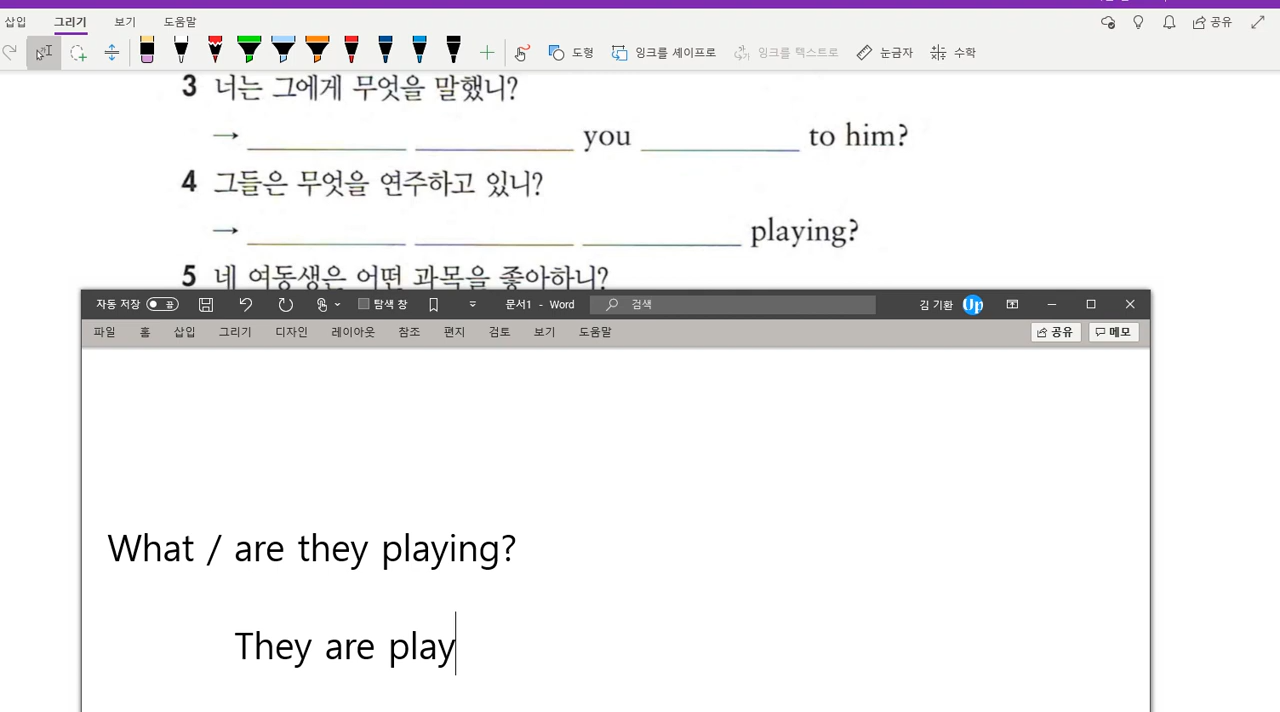 삽입 그리기 보기 도움말 공유
도형 잉크를 셰이프로 잉크를 텍스트로 눈금자 수학
3 너는 그에게 무엇을 말했니?
→ you to him?
4 그들은 무엇을 연주하고 있니?
→ playing?
5 네 여동생은 어떤 과목을 좋아하니?
자동 저장 탐색 창 문서1 - Word 검색 김 기환
파일 홈 삽입 그리기 디자인 레이아웃 참조 편지 검토 보기 도움말 공유 메모
What / are they playing?
They are play